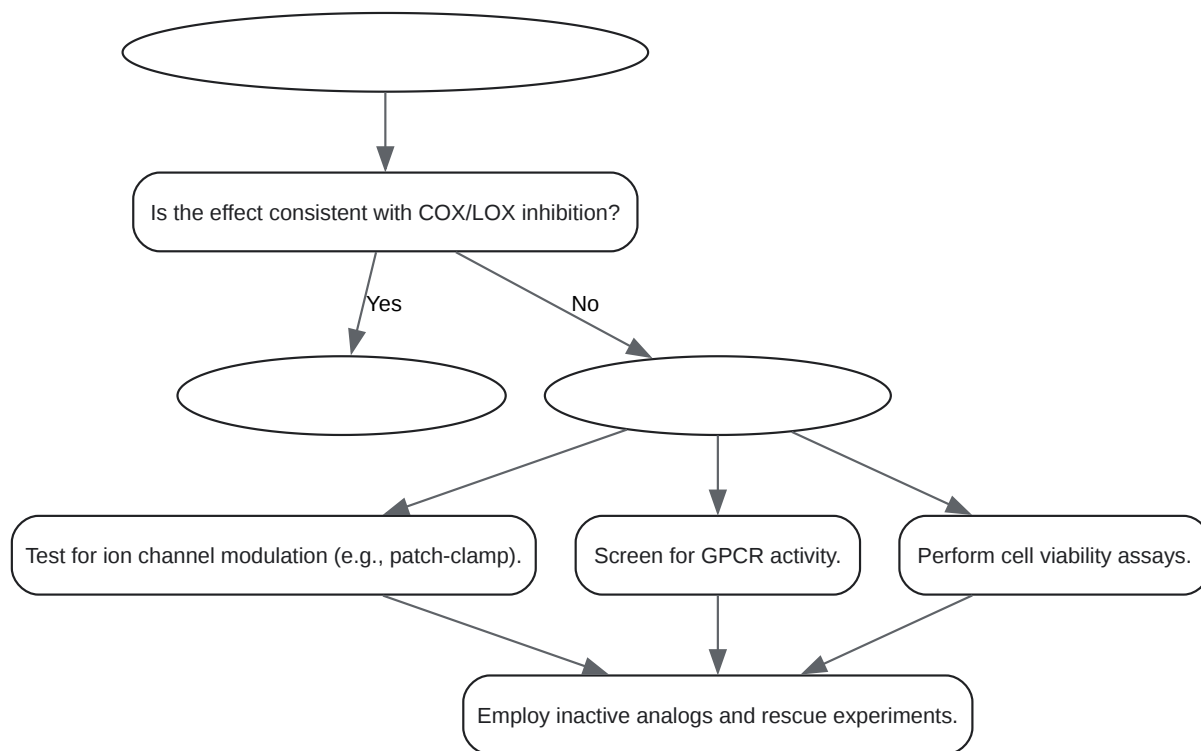 Is the effect consistent with COX/LOX inhibition?
Yes
No
Test for ion channel modulation (e.g., patch-clamp).
Screen for GPCR activity.
Perform cell viability assays.
Employ inactive analogs and rescue experiments.